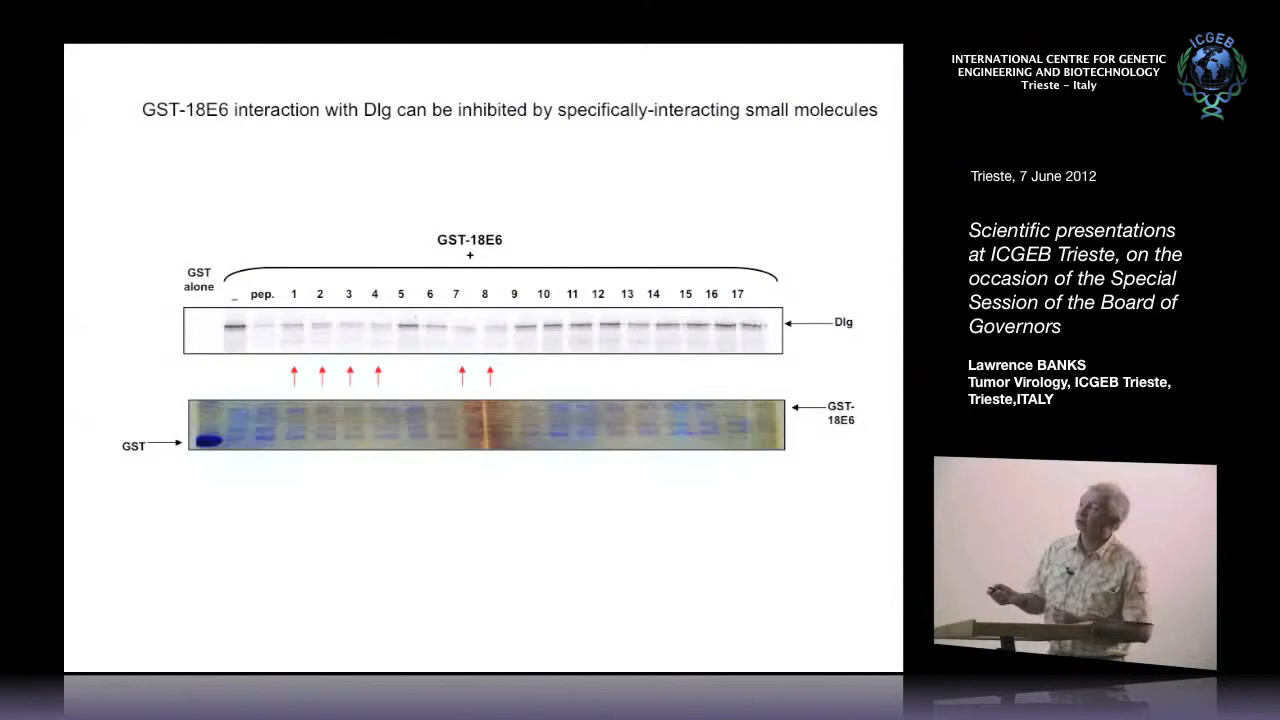 GST-18E6 interaction with Dlg can be inhibited by specifically-interacting small molecules
GST-18E6
+
GST
alone
_ pep. 1 2 3 4 5 6 7 8 9 10 11 12 13 14 15 16 17
Dlg
GST-
18E6
GST
INTERNATIONAL CENTRE FOR GENETIC
ENGINEERING AND BIOTECHNOLOGY
Trieste - Italy
ICGEB
Trieste, 7 June 2012
Scientific presentations
at ICGEB Trieste, on the
occasion of the Special
Session of the Board of
Governors
Lawrence BANKS
Tumor Virology, ICGEB Trieste,
Trieste,ITALY